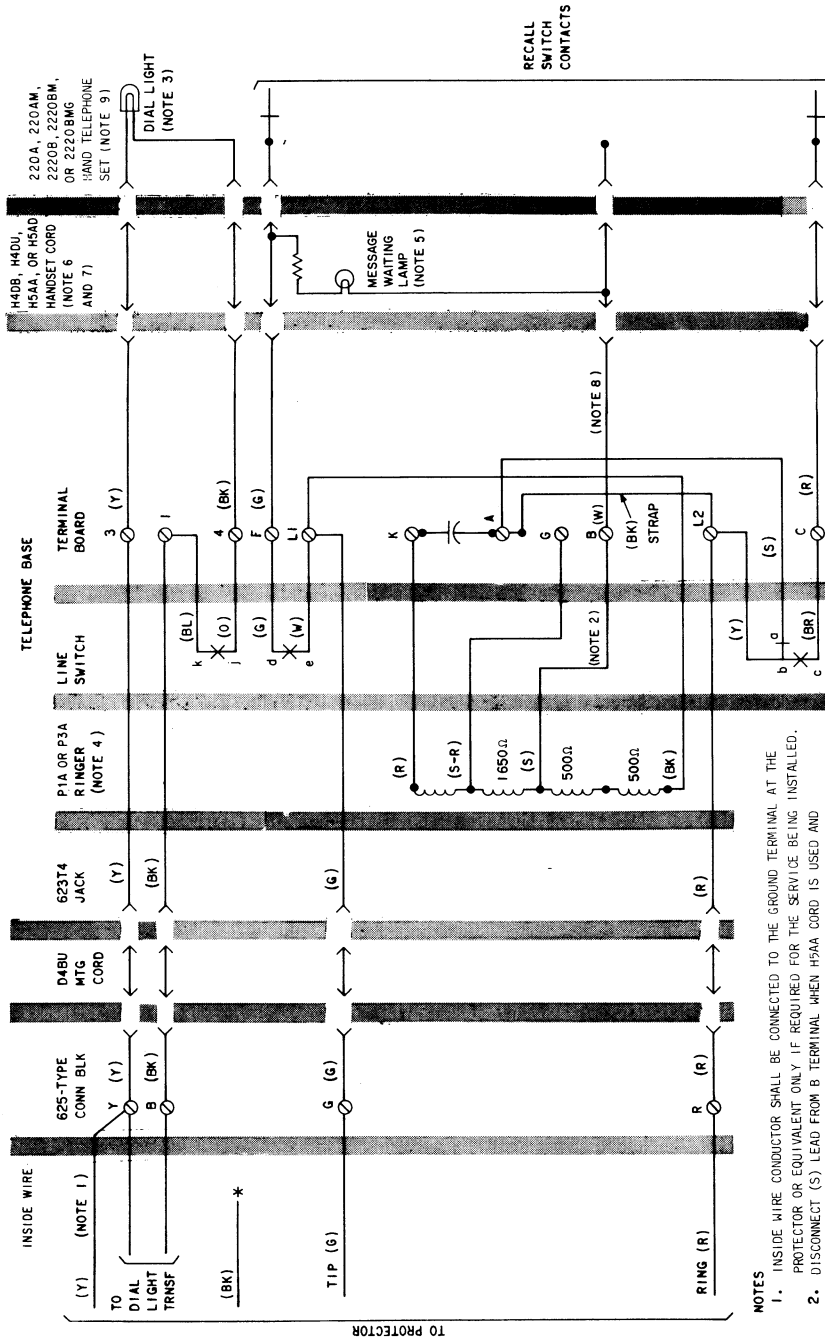 TELEPHONE BASE
INSIDE WIRE
625-TYPE
CONN BLK
D4BU
MTG
CORD
623T4
JACK
P1A OR P3A
RINGER
(NOTE 4)
LINE
SWITCH
TERMINAL
BOARD
H4DB, H4DU,
H5AA, OR H5AD
HANDSET CORD
(NOTE 6
AND 7)
220A, 220AM,
2220B, 2220BM,
OR 2220BMG
HAND TELEPHONE
SET (NOTE 9)
DIAL LIGHT
(NOTE 3)
(Y)
(NOTE 1)
Y
(Y)
(Y)
3
(Y)
TO
DIAL
LIGHT
TRNSF
B
(BK)
(BK)
1
(BL)
k
(O)
j
4
(BK)
(BK)
*
(G)
d
(W)
e
F
(G)
L1
TIP (G)
G
(G)
(G)
MESSAGE
WAITING
LAMP
(NOTE 5)
RECALL
SWITCH
CONTACTS
(R)
K
(S-R)
1650Ω
A
(S)
G
500Ω
(NOTE 2)
B
(W)
(NOTE 8)
500Ω
(BK)
STRAP
(BK)
RING (R)
R
(R)
(R)
L2
(Y)
(S)
b
a
c
(BR)
C
(R)
TO PROTECTOR
NOTES
1. INSIDE WIRE CONDUCTOR SHALL BE CONNECTED TO THE GROUND TERMINAL AT THE
PROTECTOR OR EQUIVALENT ONLY IF REQUIRED FOR THE SERVICE BEING INSTALLED.
2. DISCONNECT (S) LEAD FROM B TERMINAL WHEN H5AA CORD IS USED AND